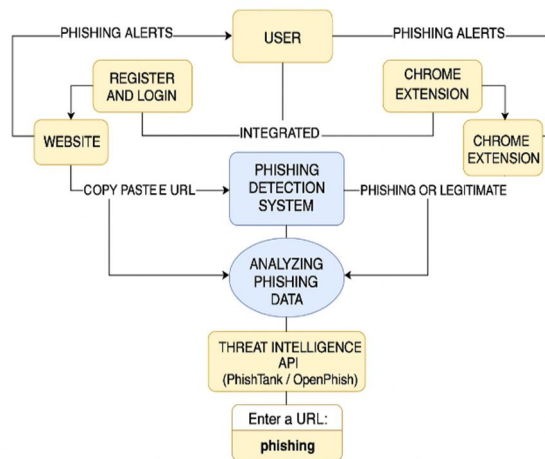 PHISHING ALERTS
USER
PHISHING ALERTS
REGISTER
AND LOGIN
CHROME
EXTENSION
WEBSITE
INTEGRATED
CHROME
EXTENSION
PHISHING
DETECTION
SYSTEM
COPY PASTEE URL
PHISHING OR LEGITIMATE
ANALYZING
PHISHING
DATA
THREAT INTELLIGENCE
API
(PhishTank / OpenPhish)
Enter a URL:
phishing